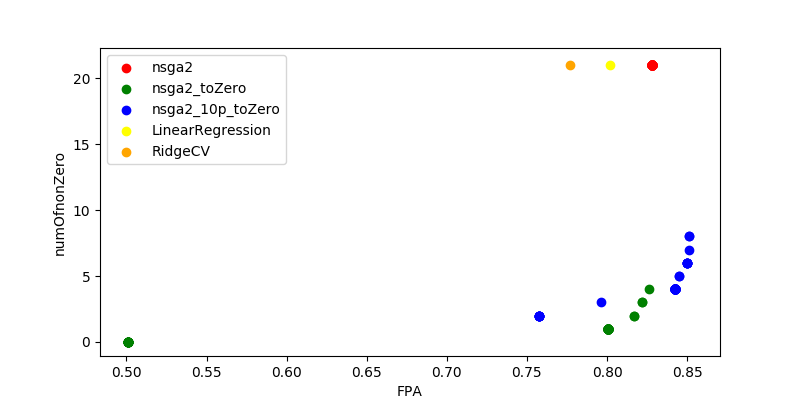 nsga2
nsga2_toZero
nsga2_10p_toZero
LinearRegression
RidgeCV
numOfnonZero
20
15
10
5
0
0.50 0.55 0.60 0.65 0.70 0.75 0.80 0.85
FPA